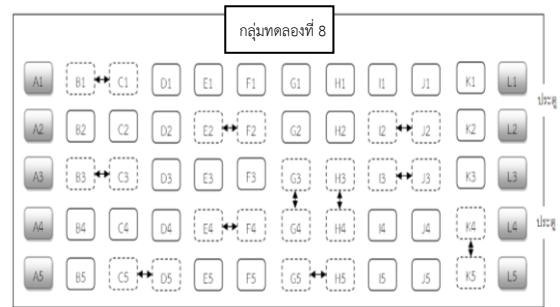 กลุ่มทดลองที่ 8
A1 B1 C1 D1 E1 F1 G1 H1 I1 J1 K1 L1
ประตู
A2 B2 C2 D2 E2 F2 G2 H2 I2 J2 K2 L2
A3 B3 C3 D3 E3 F3 G3 H3 I3 J3 K3 L3
A4 B4 C4 D4 E4 F4 G4 H4 I4 J4 K4 L4
ประตู
A5 B5 C5 D5 E5 F5 G5 H5 I5 J5 K5 L5